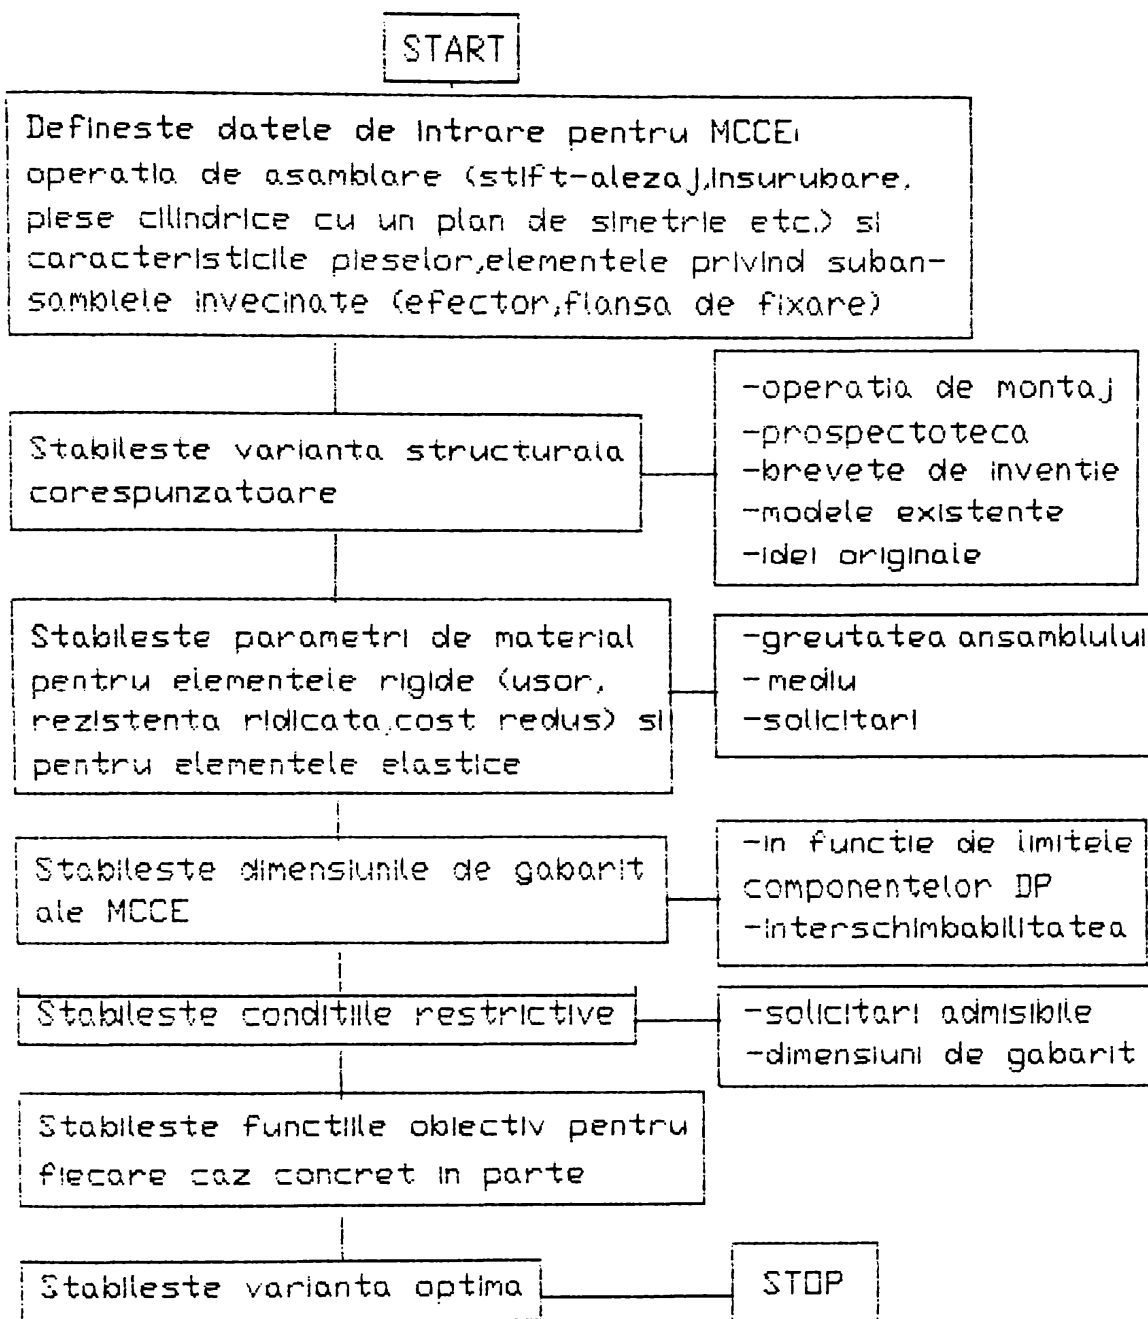 START
Defineste datele de intrare pentru MCCE:
operatia de asamblare (stift-alezaj,insurubare,
piese cilindrice cu un plan de simetrie etc.) si
caracteristicile pieselor,elementele privind suban-
samblele invecinate (efector,flansa de fixare)
Stabileste varianta structurala
corespunzatoare
-operatia de montaj
-prospectoteca
-brevete de inventie
-modele existente
-idei originale
Stabileste parametri de material
pentru elementele rigide (usor,
rezistenta ridicata,cost redus) si
pentru elementele elastice
-greutatea ansamblului
-mediu
-solicitari
Stabileste dimensiunile de gabarit
ale MCCE
-in functie de limitele
componentelor DP
-interschimbabilitatea
Stabileste conditiile restrictive
-solicitari admisibile
-dimensiuni de gabarit
Stabileste functiile obiectiv pentru
fiecare caz concret in parte
Stabileste varianta optima
STOP